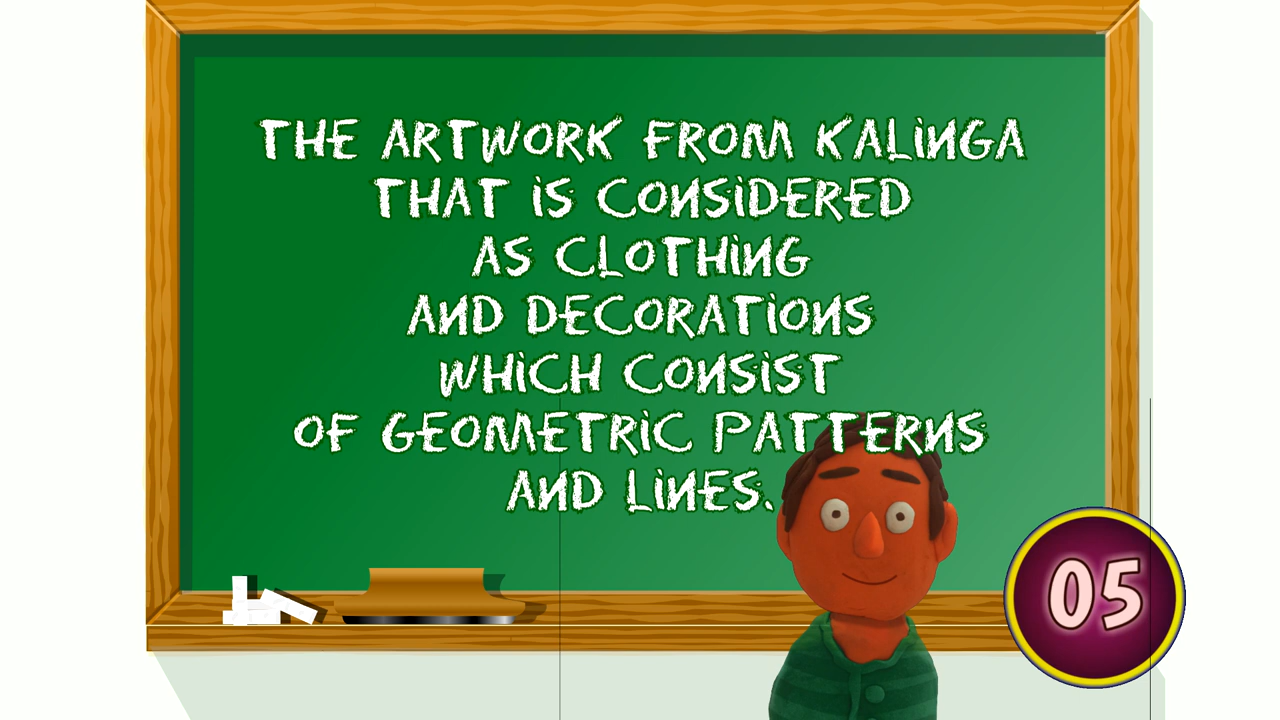 THE ARTWORK FROM KALINGA
THAT IS CONSIDERED
AS CLOTHING
AND DECORATIONS
WHICH CONSIST
OF GEOMETRIC PATTERNS
AND LINES.
05